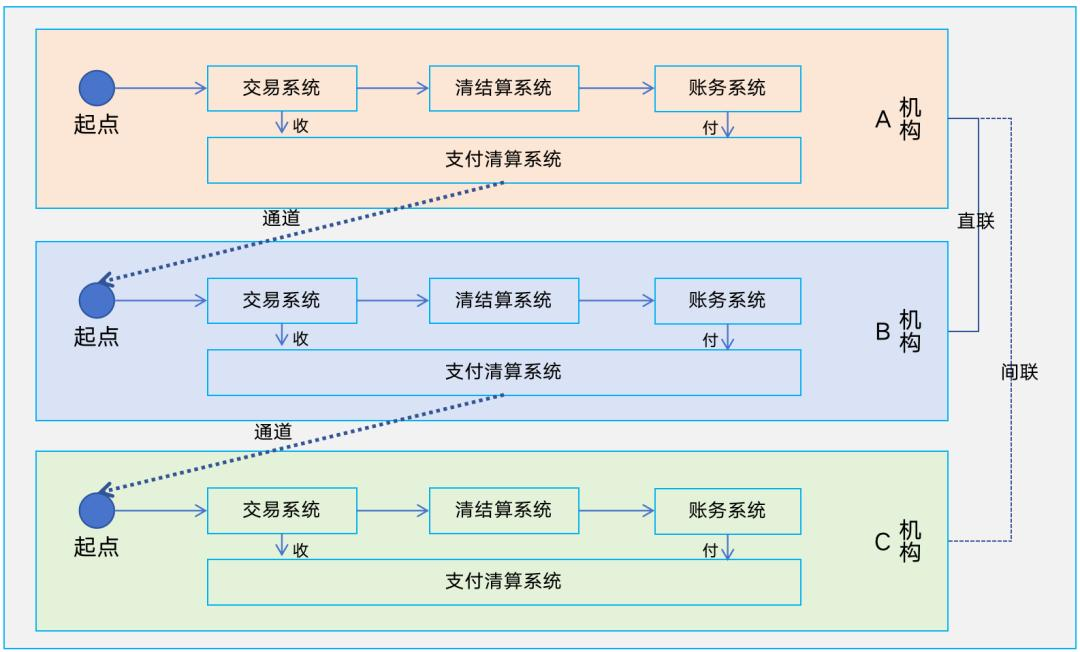 交易系统
清结算系统
账务系统
起点
收
付
支付清算系统
A 机构
通道
直联
交易系统
清结算系统
账务系统
起点
收
付
支付清算系统
B 机构
间联
通道
交易系统
清结算系统
账务系统
起点
收
付
支付清算系统
C 机构